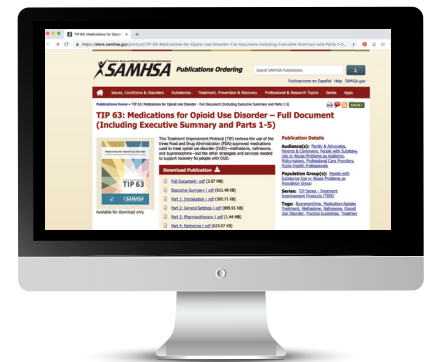 TIP 63: Medications for Opioid
https://store.samhsa.gov/product/TIP-63-Medications-for-Opioid-Use-Disorder-Full-Document-Including-Executive-Summary-and-Parts-1-5
SAMHSA
Publications Ordering
Search SAMHSA Publications
Publicaciones en Español Help SAMHSA.gov
Issues, Conditions & Disorders Substances Treatment, Prevention & Recovery Professional & Research Topics Series Apps
Publications Home » TIP 63: Medications for Opioid Use Disorder – Full Document (Including Executive Summary and Parts 1-5)
TIP 63: Medications for Opioid Use Disorder – Full Document
(Including Executive Summary and Parts 1-5)
Medications for Opioid Use Disorder
TIP 63
SAMHSA
Available for download only.
This Treatment Improvement Protocol (TIP) reviews the use of the
three Food and Drug Administration (FDA)-approved medications
used to treat opioid use disorder (OUD)—methadone, naltrexone,
and buprenorphine—and the other strategies and services needed
to support recovery for people with OUD.
Download Publication
Full Document | pdf (3.97 MB)
Executive Summary | pdf (611.48 KB)
Part 1: Introduction | pdf (385.71 KB)
Part 2: General Settings | pdf (895.91 KB)
Part 3: Pharmacotherapy | pdf (1.44 MB)
Part 4: Partnering | pdf (623.07 KB)
Publication Details
Audience(s): Family & Advocates,
Parents & Caregivers, People with Substance
Use or Abuse Problems as Audience,
Policymakers, Professional Care Providers,
Public Health Professionals
Population Group(s): People with
Substance Use or Abuse Problems as
Population Group
Series: TIP Series - Treatment
Improvement Protocols (TIPS)
Tags: Buprenorphine, Medication-Assisted
Treatment, Methadone, Naltrexone, Opioid
Use Disorder, Practice Guidelines, Treatment